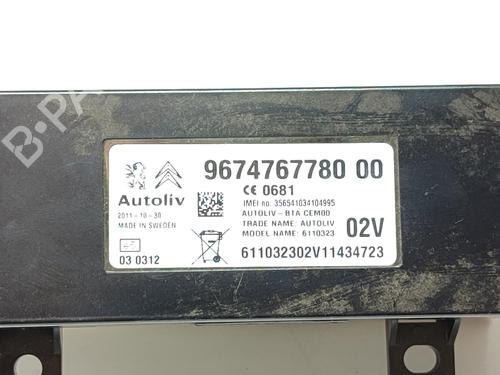 B-PARTS
9674767780 00
Autoliv
CE 0681
IMEI no. 356541034104995
2011-10-30
AUTOLIV-BTA CEM00
MADE IN SWEDEN
TRADE NAME: AUTOLIV
MODEL NAME: 6110323
02V
03 0312
611032302V11434723